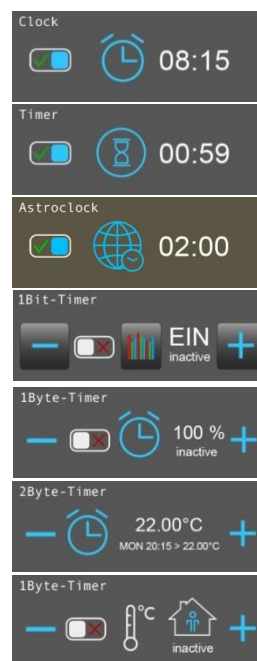 Clock
08:15
Timer
00:59
Astroclock
02:00
1Bit-Timer
EIN
inactive
1Byte-Timer
100 %
inactive
2Byte-Timer
22.00°C
MON 20:15 > 22.00°C
1Byte-Timer
°C
inactive